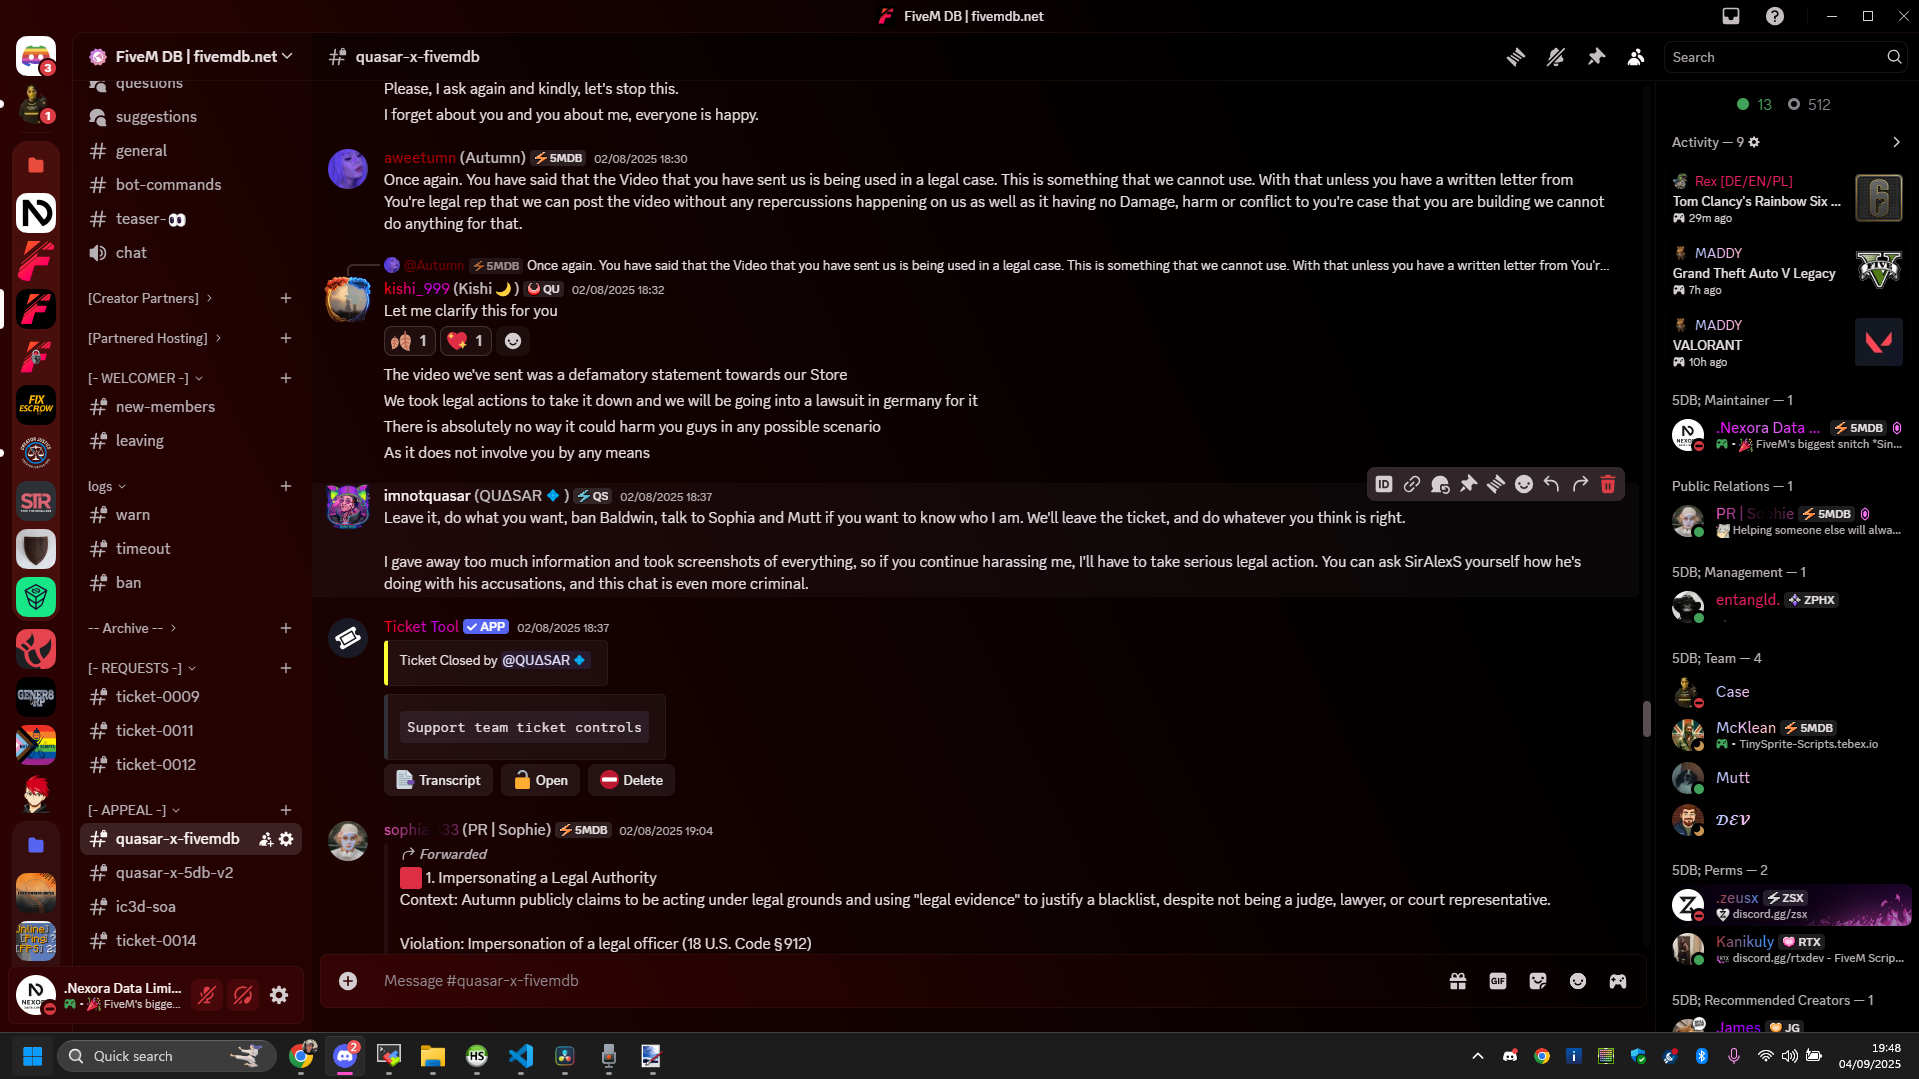 FiveM DB | fivemdb.net
FiveM DB | fivemdb.net
quasar-x-fivemdb
Search
3
1
questions
suggestions
general
bot-commands
teaser-👀
chat
[Creator Partners]
[Partnered Hosting]
[- WELCOMER -]
new-members
leaving
logs
warn
timeout
ban
-- Archive --
[- REQUESTS -]
ticket-0009
ticket-0011
ticket-0012
[- APPEAL -]
quasar-x-fivemdb
quasar-x-5db-v2
ic3d-soa
ticket-0014
FIX
ESCROW
STR
.Nexora Data Limi...
FiveM's bigge...
Please, I ask again and kindly, let's stop this.
I forget about you and you about me, everyone is happy.
aweetumn (Autumn) 5MDB 02/08/2025 18:30
Once again. You have said that the Video that you have sent us is being used in a legal case. This is something that we cannot use. With that unless you have a written letter from
You're legal rep that we can post the video without any repercussions happening on us as well as it having no Damage, harm or conflict to you're case that you are building we cannot
do anything for that.
@Autumn 5MDB Once again. You have said that the Video that you have sent us is being used in a legal case. This is something that we cannot use. With that unless you have a written letter from You'r...
kishi_999 (Kishi 🌙) QU 02/08/2025 18:32
Let me clarify this for you
1 1
The video we've sent was a defamatory statement towards our Store
We took legal actions to take it down and we will be going into a lawsuit in germany for it
There is absolutely no way it could harm you guys in any possible scenario
As it does not involve you by any means
imnotquasar (QUΔSAR 💠 ) QS 02/08/2025 18:37
Leave it, do what you want, ban Baldwin, talk to Sophia and Mutt if you want to know who I am. We'll leave the ticket, and do whatever you think is right.
I gave away too much information and took screenshots of everything, so if you continue harassing me, I'll have to take serious legal action. You can ask SirAlexS yourself how he's
doing with his accusations, and this chat is even more criminal.
ID
Ticket Tool APP 02/08/2025 18:37
Ticket Closed by @QUΔSAR 💠
Support team ticket controls
Transcript Open Delete
(PR | Sophie) 5MDB 02/08/2025 19:04
Forwarded
🟥 1. Impersonating a Legal Authority
Context: Autumn publicly claims to be acting under legal grounds and using "legal evidence" to justify a blacklist, despite not being a judge, lawyer, or court representative.
Violation: Impersonation of a legal officer (18 U.S. Code § 912)
Message #quasar-x-fivemdb
GIF
13 512
Activity — 9
Rex [DE/EN/PL]
Tom Clancy's Rainbow Six ...
29m ago
MADDY
Grand Theft Auto V Legacy
7h ago
MADDY
VALORANT
10h ago
5DB; Maintainer — 1
.Nexora Data ... 5MDB
FiveM's biggest snitch *Sin...
Public Relations — 1
PR | Sophie 5MDB
Helping someone else will alwa...
5DB; Management — 1
entangld. ZPHX
5DB; Team — 4
Case
McKlean 5MDB
TinySprite-Scripts.tebex.io
Mutt
𝓓𝓔𝓥
5DB; Perms — 2
.zeusx ZSX
discord.gg/zsx
Kanikuly RTX
discord.gg/rtxdev - FiveM Scrip...
5DB; Recommended Creators — 1
James JG
Quick search
2
HS
19:48
04/09/2025